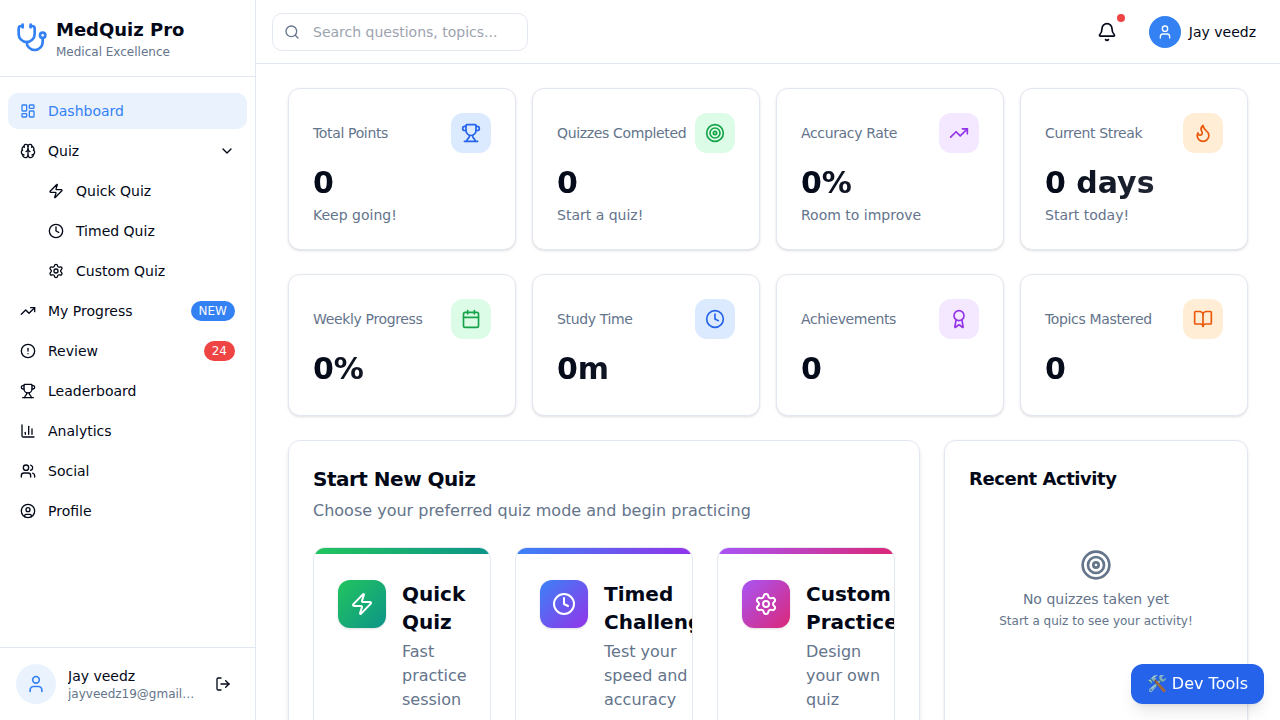 MedQuiz Pro
Medical Excellence
Search questions, topics...
Jay veedz
Dashboard
Quiz
Quick Quiz
Timed Quiz
Custom Quiz
My Progress NEW
Review 24
Leaderboard
Analytics
Social
Profile
Jay veedz
jayveedz19@gmail...
Total Points
0
Keep going!
Quizzes Completed
0
Start a quiz!
Accuracy Rate
0%
Room to improve
Current Streak
0 days
Start today!
Weekly Progress
0%
Study Time
0m
Achievements
0
Topics Mastered
0
Start New Quiz
Choose your preferred quiz mode and begin practicing
Quick
Quiz
Fast
practice
session
Timed
Challeng
Test your
speed and
accuracy
Custom
Practice
Design
your own
quiz
Recent Activity
No quizzes taken yet
Start a quiz to see your activity!
🛠️ Dev Tools